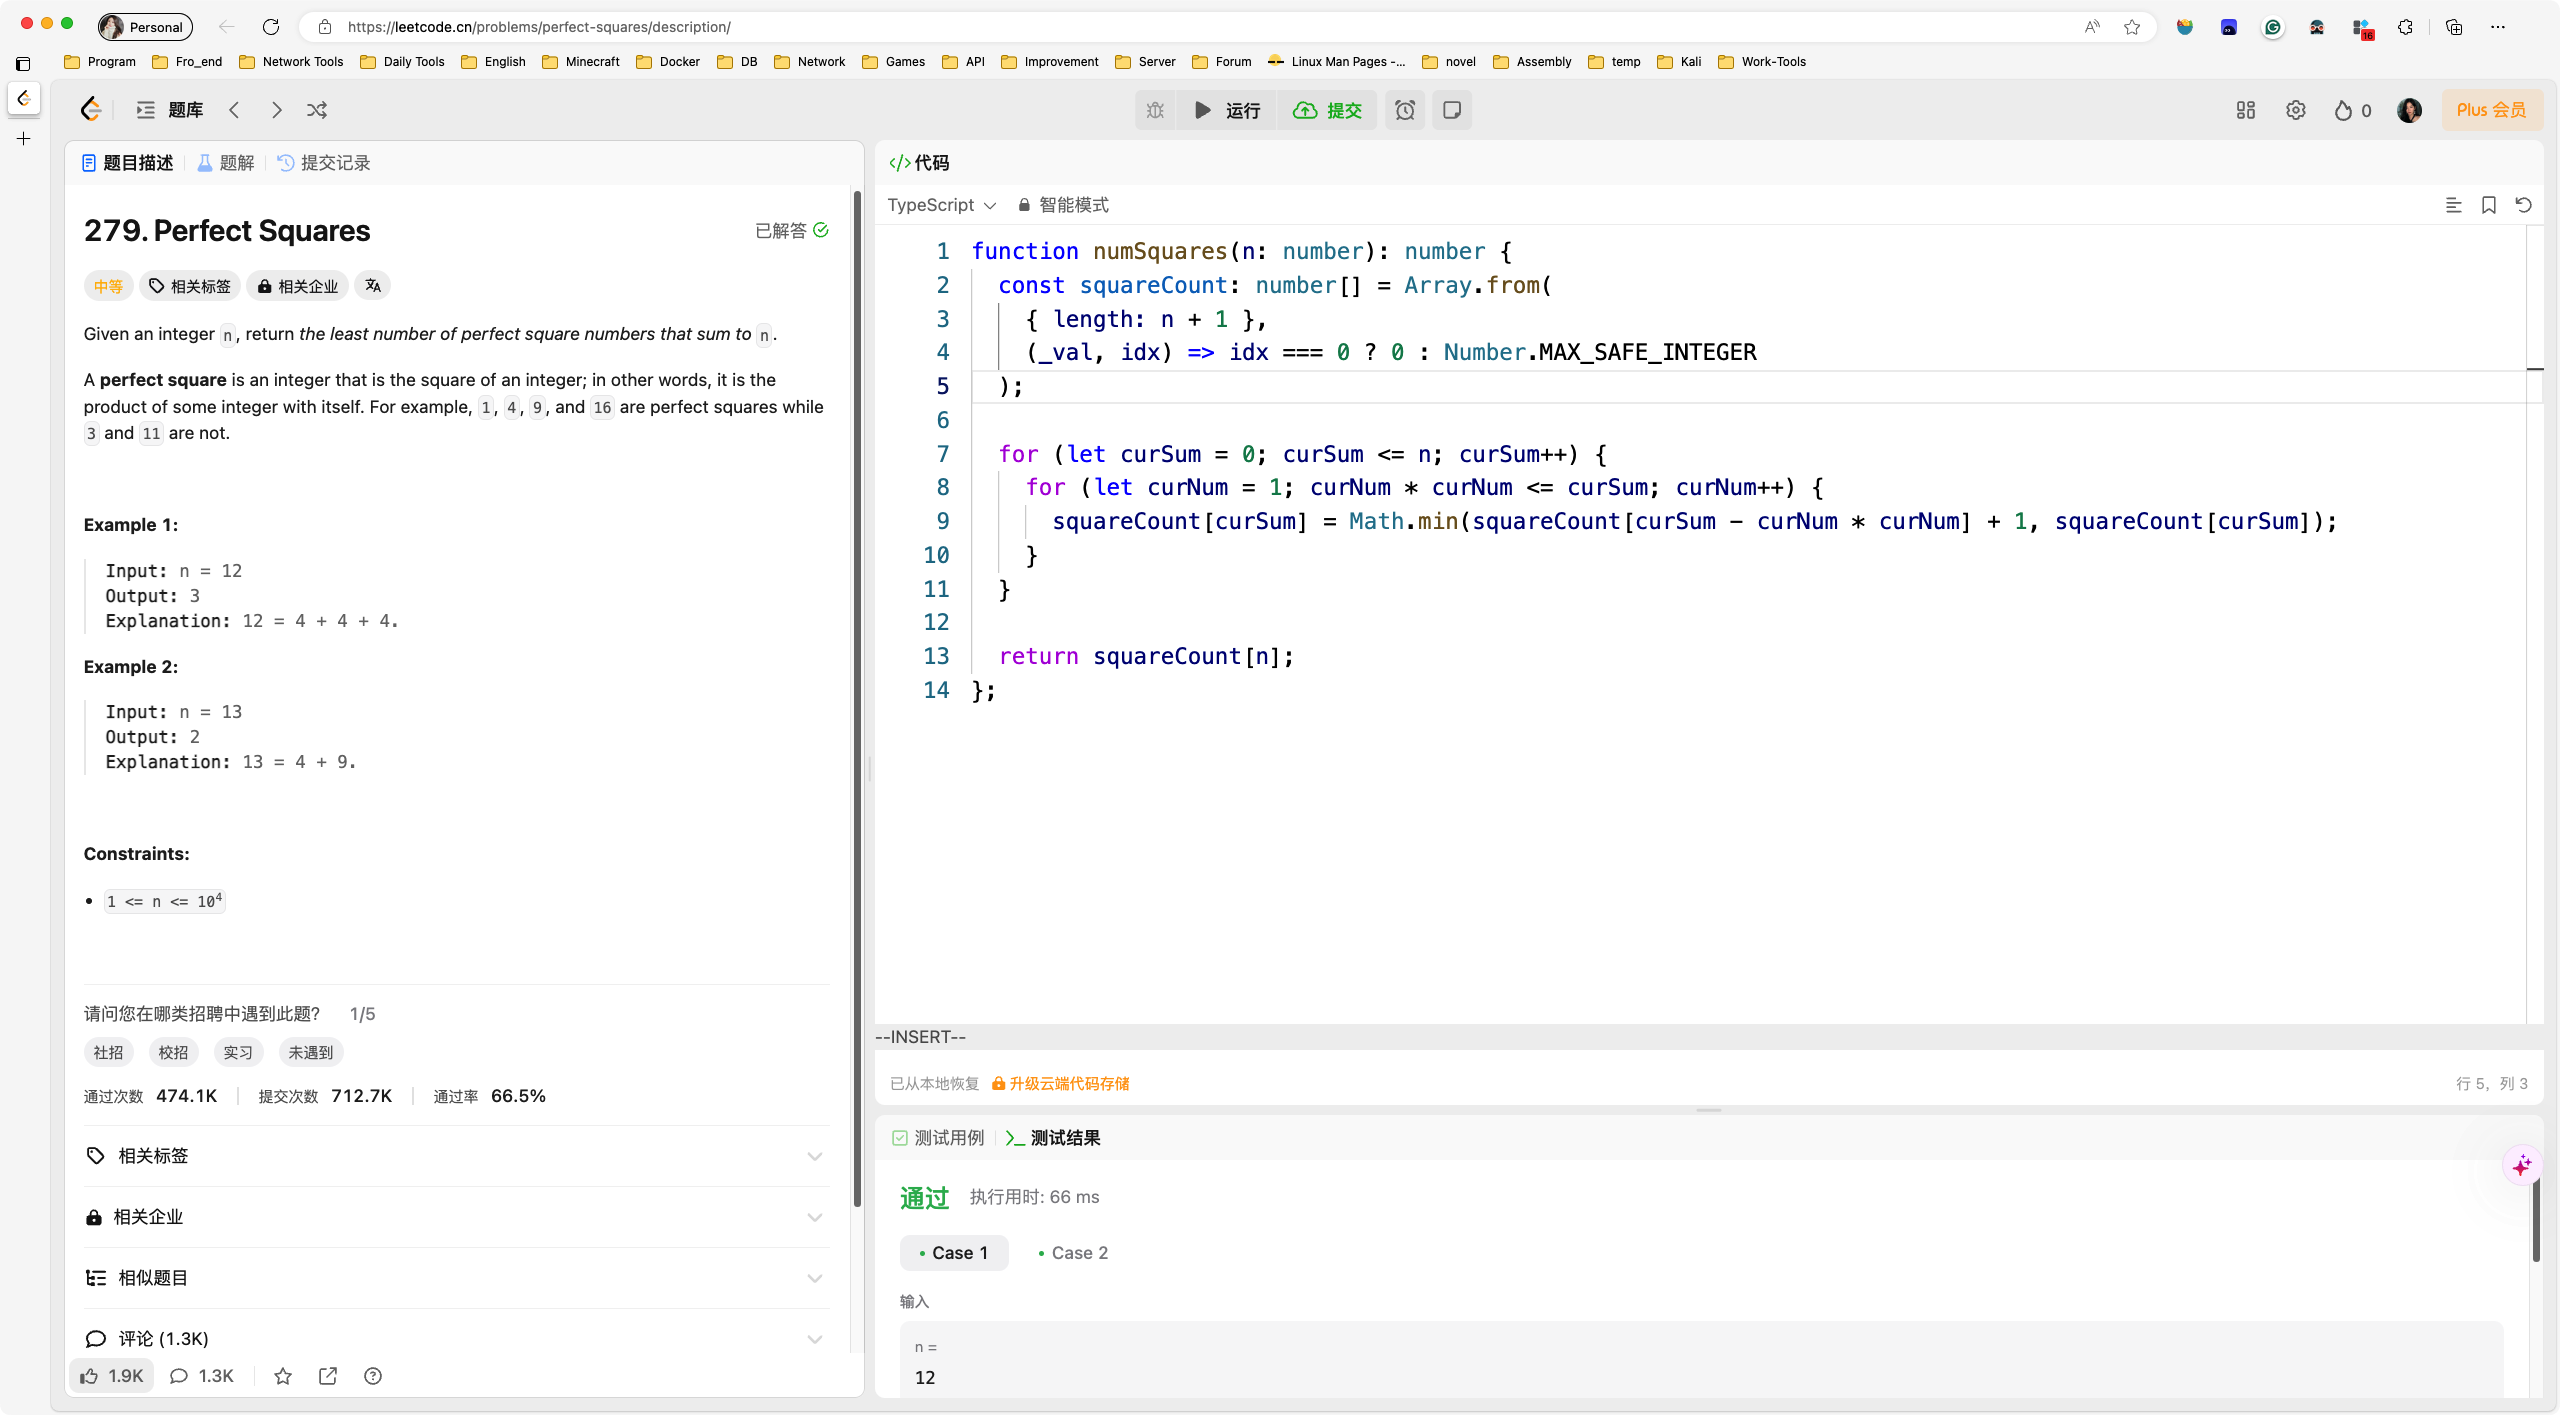 Personal
https://leetcode.cn/problems/perfect-squares/description/
16
Program Fro_end Network Tools Daily Tools English Minecraft Docker DB Network Games API Improvement Server Forum Linux Man Pages -... novel Assembly temp Kali Work-Tools
题库 运行 提交 0 Plus 会员
题目描述 题解 提交记录
279. Perfect Squares
已解答
中等 相关标签 相关企业
Given an integer n, return the least number of perfect square numbers that sum to n.
A perfect square is an integer that is the square of an integer; in other words, it is the
product of some integer with itself. For example, 1, 4, 9, and 16 are perfect squares while
3 and 11 are not.
Example 1:
Input: n = 12
Output: 3
Explanation: 12 = 4 + 4 + 4.
Example 2:
Input: n = 13
Output: 2
Explanation: 13 = 4 + 9.
Constraints:
1 <= n <= 10⁴
请问您在哪类招聘中遇到此题? 1/5
社招 校招 实习 未遇到
通过次数 474.1K 提交次数 712.7K 通过率 66.5%
相关标签
相关企业
相似题目
评论 (1.3K)
1.9K 1.3K
</> 代码
TypeScript 智能模式
1 function numSquares(n: number): number {
2   const squareCount: number[] = Array.from(
3     { length: n + 1 },
4     (_val, idx) => idx === 0 ? 0 : Number.MAX_SAFE_INTEGER
5   );
6
7   for (let curSum = 0; curSum <= n; curSum++) {
8     for (let curNum = 1; curNum * curNum <= curSum; curNum++) {
9       squareCount[curSum] = Math.min(squareCount[curSum - curNum * curNum] + 1, squareCount[curSum]);
10     }
11   }
12
13   return squareCount[n];
14 };
--INSERT--
已从本地恢复 升级云端代码存储 行 5, 列 3
测试用例 >_ 测试结果
通过 执行用时: 66 ms
• Case 1 • Case 2
输入
n =
12